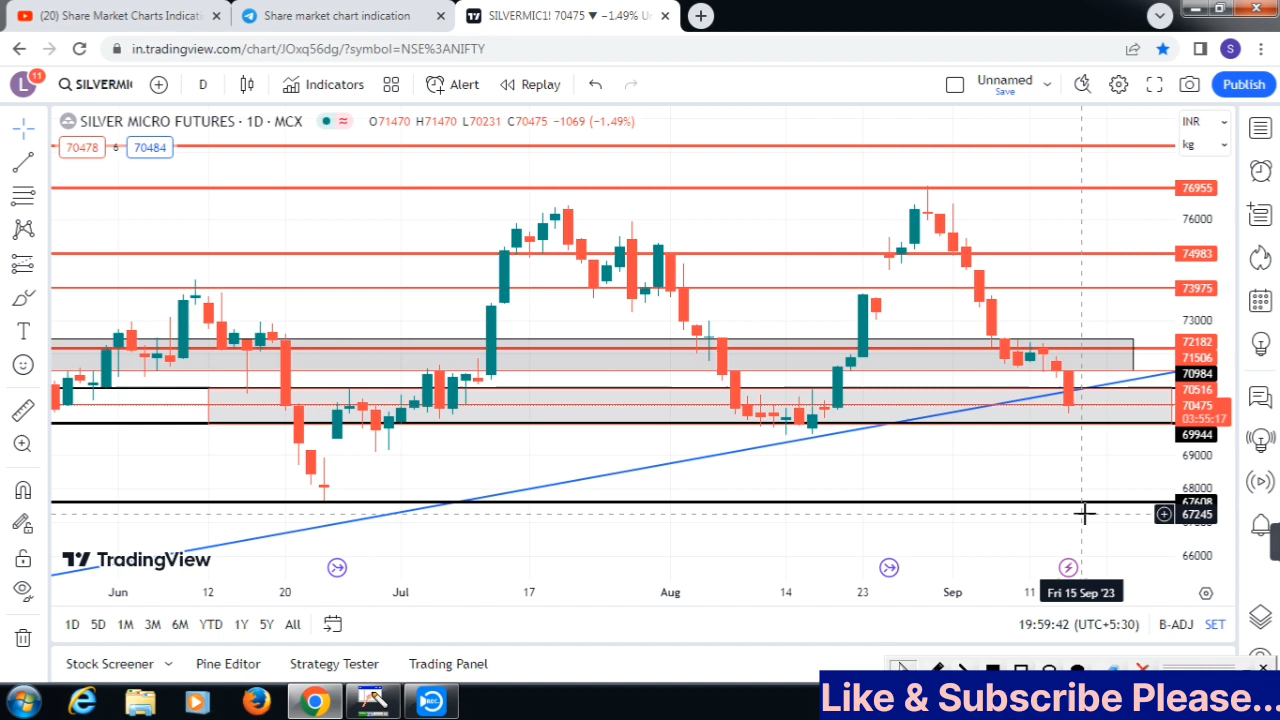 (20) Share Market Charts Indicati
Share market chart indication
SILVERMIC1! 70475 ▼ −1.49% U
in.tradingview.com/chart/JOxq56dg/?symbol=NSE%3ANIFTY
S
L
11
SILVERMIC
D
Indicators
Alert
Replay
Unnamed
Save
Publish
SILVER MICRO FUTURES · 1D · MCX
O71470 H71470 L70231 C70475 −1069 (−1.49%)
INR
kg
70478 6 70484
76955
76000
74983
73975
73000
72182
71506
70984
70516
70475
03:55:17
69944
69000
68000
67608
67245
66000
TradingView
Jun 12 20 Jul 17 Aug 14 23 Sep 11 Fri 15 Sep '23
1D 5D 1M 3M 6M YTD 1Y 5Y All
19:59:42 (UTC+5:30) B-ADJ SET
Stock Screener Pine Editor Strategy Tester Trading Panel
REC
Like & Subscribe Please...